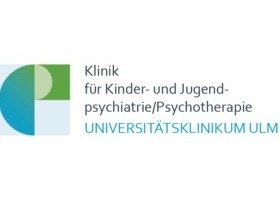 Klinik
für Kinder- und Jugend-
psychiatrie/Psychotherapie
UNIVERSITÄTSKLINIKUM ULM